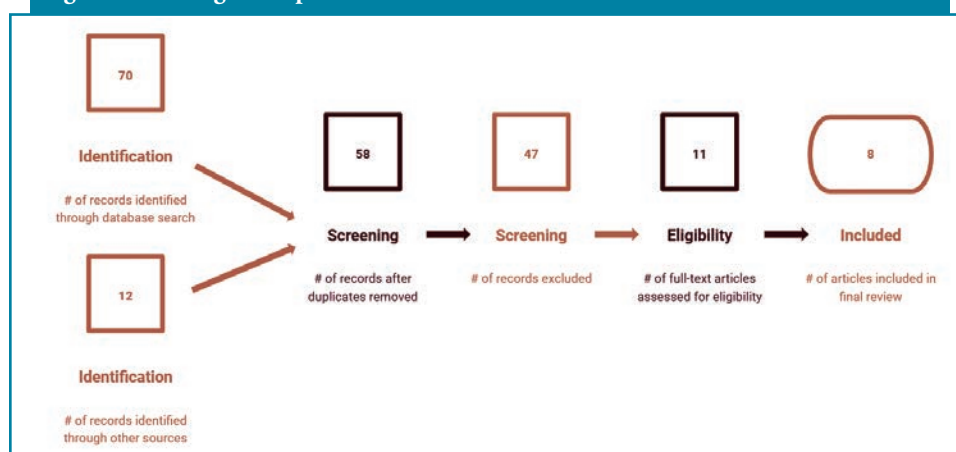 70
Identification
# of records identified
through database search
12
Identification
# of records identified
through other sources
58
Screening
# of records after
duplicates removed
47
Screening
# of records excluded
11
Eligibility
# of full-text articles
assessed for eligibility
8
Included
# of articles included in
final review